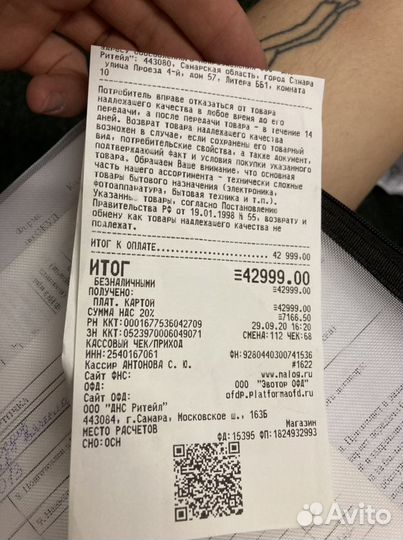 Ритейл": 443080, Самарская область, город Самара
улица Проезд 4-й, дом 57, Литера ББ1, комната
10
Потребитель вправе отказаться от товара
надлежащего качества в любое время до его
передачи, а после передачи товара - в течение 14
дней. Возврат товара надлежащего качества
возможен в случае, если сохранены его товарный
вид, потребительские свойства, а также документ,
подтверждающий факт и условия покупки указанного
товара. Обращаем Ваше внимание, что основная
часть нашего ассортимента - технически сложные
товары бытового назначения (электроника,
фотоаппаратура, бытовая техника и т.п.).
Указанные товары, согласно Постановлению
Правительства РФ от 19.01.1998 № 55, возврату и
обмену как товары надлежащего качества не
подлежат.
ИТОГ К ОПЛАТЕ 42 999.00
ИТОГ ≡42999.00
БЕЗНАЛИЧНЫМИ ≡42999.00
ПОЛУЧЕНО:
ПЛАТ. КАРТОЙ ≡42999.00
СУММА НДС 20% ≡7166.50
РН ККТ:0001677536042709 29.09.20 16:20
ЗН ККТ:0523970006049071 СМЕНА:112 ЧЕК:68
КАССОВЫЙ ЧЕК/ПРИХОД
ИНН:2540167061 ФН:9280440300741536
Кассир АНТОНОВА С. Ю. #1622
Сайт ФНС: www.nalog.ru
ОФД: ООО "Эвотор ОФД"
Сайт ОФД: ofdp.platformaofd.ru
ООО "ДНС Ритейл"
443084, г.Самара, Московское ш., 163Б
МЕСТО РАСЧЕТОВ Магазин
СНО:ОСН ФД:15395 ФП:1824932993
Avito